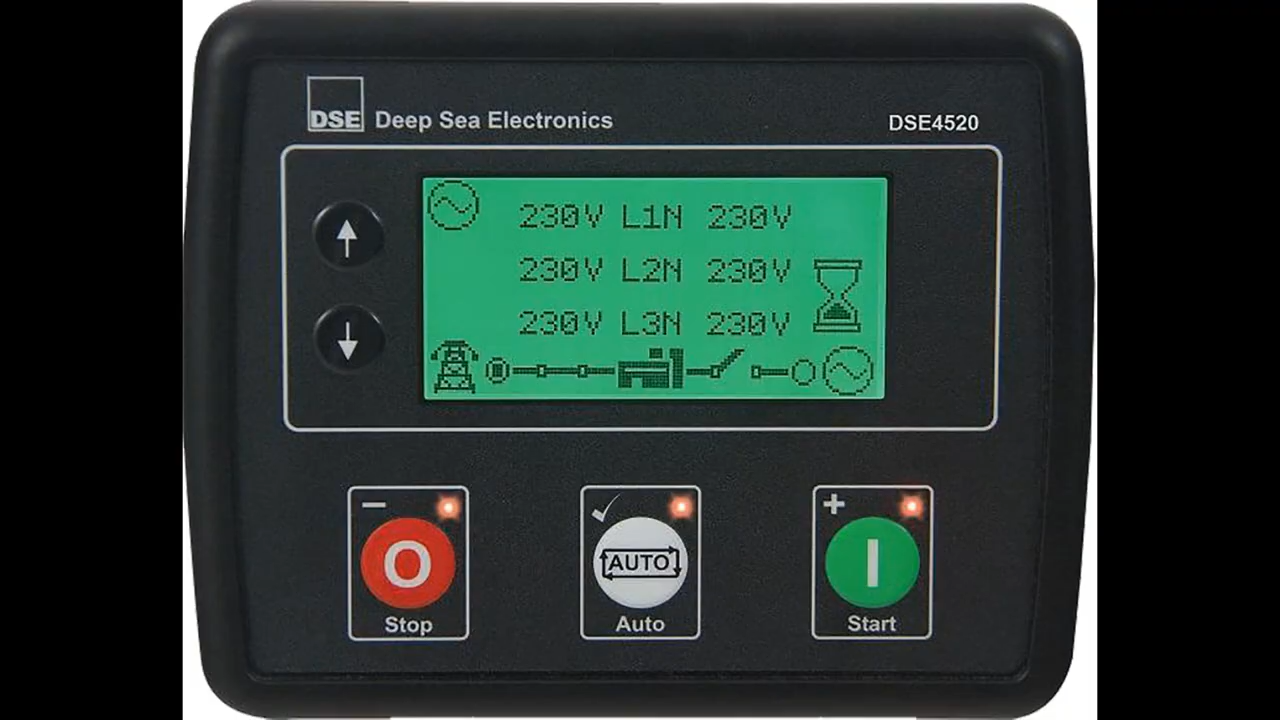 DSE Deep Sea Electronics
DSE4520
230V L1N 230V
230V L2N 230V
230V L3N 230V
O
AUTO
I
Stop
Auto
Start